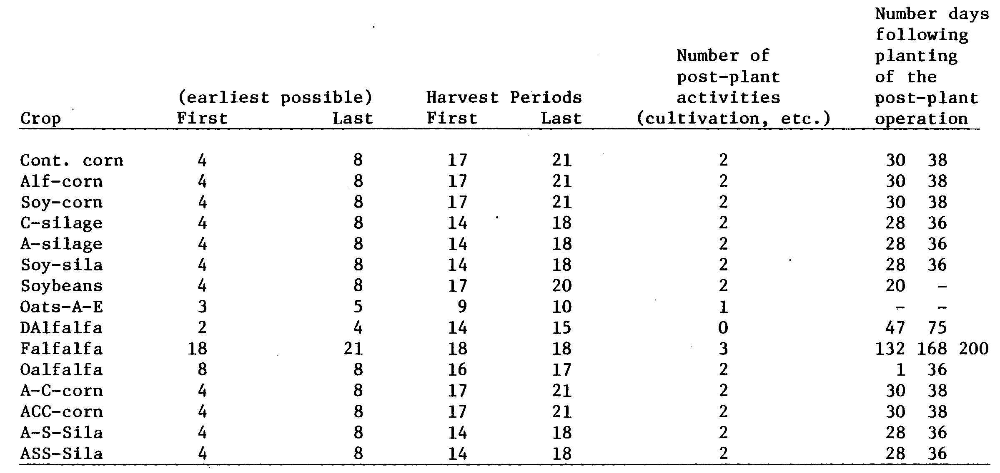 Number days
following
Number of planting
post-plant of the
(earliest possible) Harvest Periods activities post-plant
Crop First Last First Last (cultivation, etc.) operation
Cont. corn 4 8 17 21 2 30 38
Alf-corn 4 8 17 21 2 30 38
Soy-corn 4 8 17 21 2 30 38
C-silage 4 8 14 18 2 28 36
A-silage 4 8 14 18 2 28 36
Soy-sila 4 8 14 18 2 28 36
Soybeans 4 8 17 20 2 20 –
Oats-A-E 3 5 9 10 1 – –
DAlfalfa 2 4 14 15 0 47 75
Falfalfa 18 21 18 18 3 132 168 200
Oalfalfa 8 8 16 17 2 1 36
A-C-corn 4 8 17 21 2 30 38
ACC-corn 4 8 17 21 2 30 38
A-S-Sila 4 8 14 18 2 28 36
ASS-Sila 4 8 14 18 2 28 36